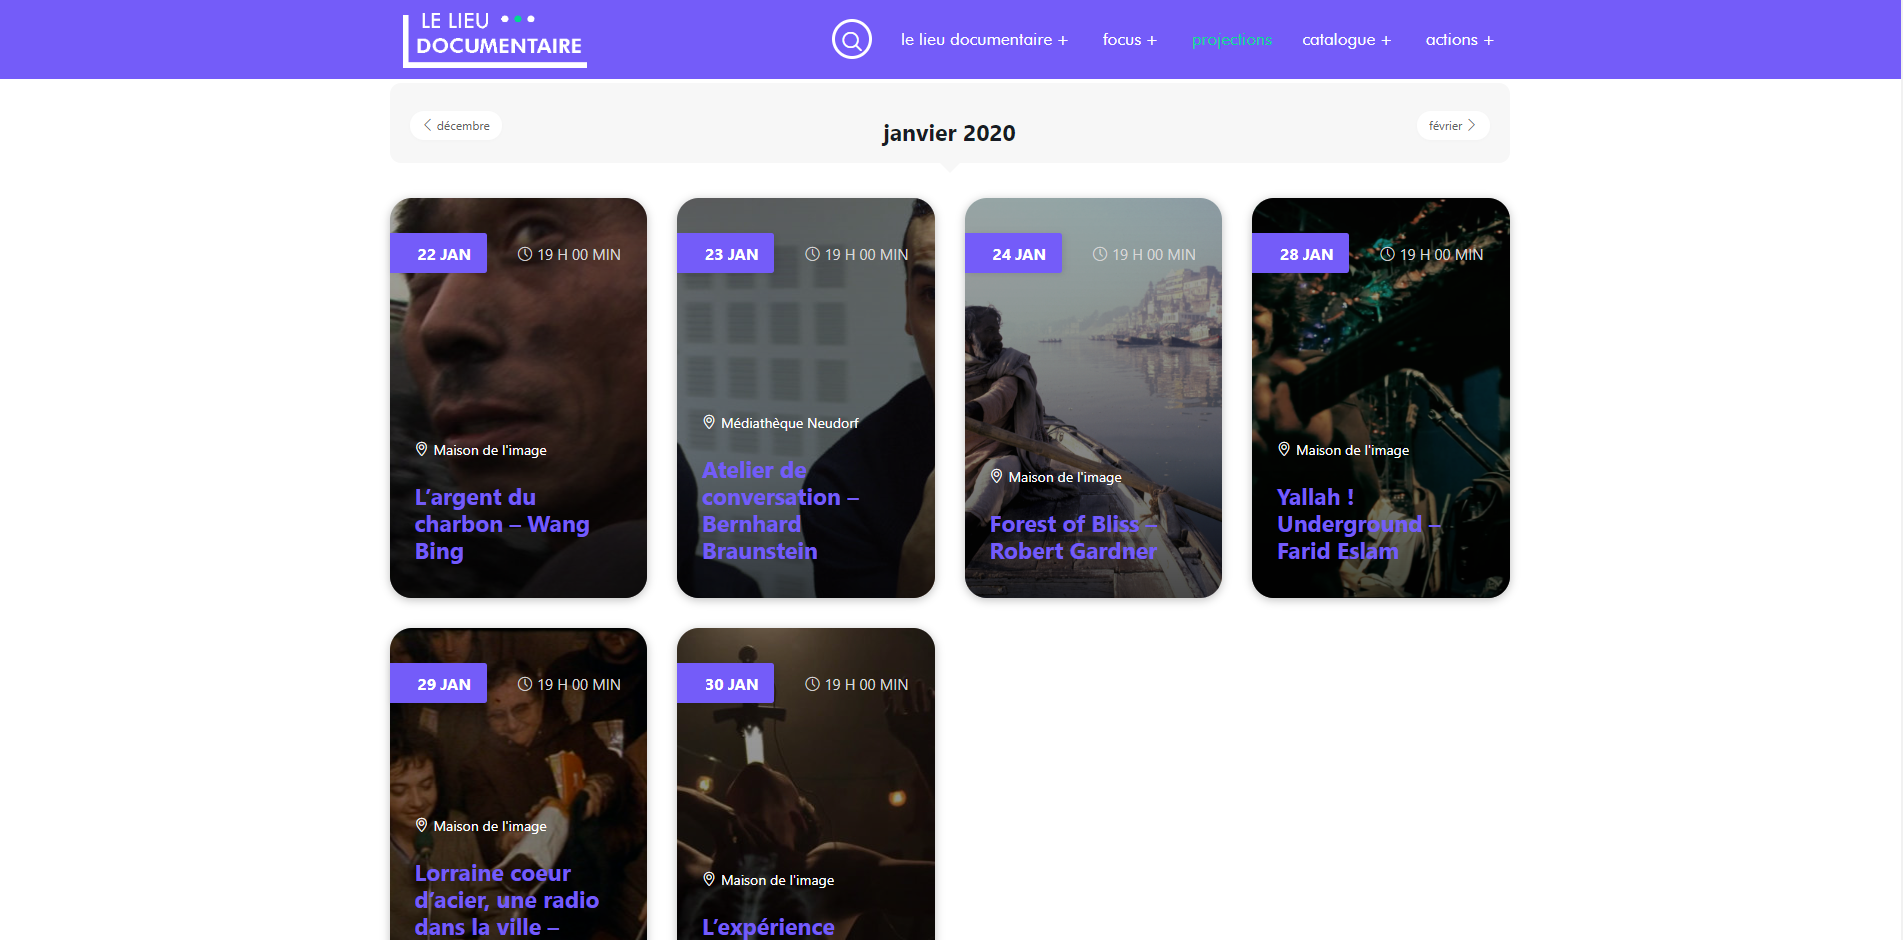 LE LIEU
DOCUMENTAIRE
le lieu documentaire +
focus +
projections
catalogue +
actions +
décembre
janvier 2020
février
22 JAN
19 H 00 MIN
Maison de l'image
L’argent du
charbon – Wang
Bing
23 JAN
19 H 00 MIN
Médiathèque Neudorf
Atelier de
conversation –
Bernhard
Braunstein
24 JAN
19 H 00 MIN
Maison de l'image
Forest of Bliss –
Robert Gardner
28 JAN
19 H 00 MIN
Maison de l'image
Yallah !
Underground –
Farid Eslam
29 JAN
19 H 00 MIN
Maison de l'image
Lorraine coeur
d’acier, une radio
dans la ville –
30 JAN
19 H 00 MIN
Maison de l'image
L’expérience